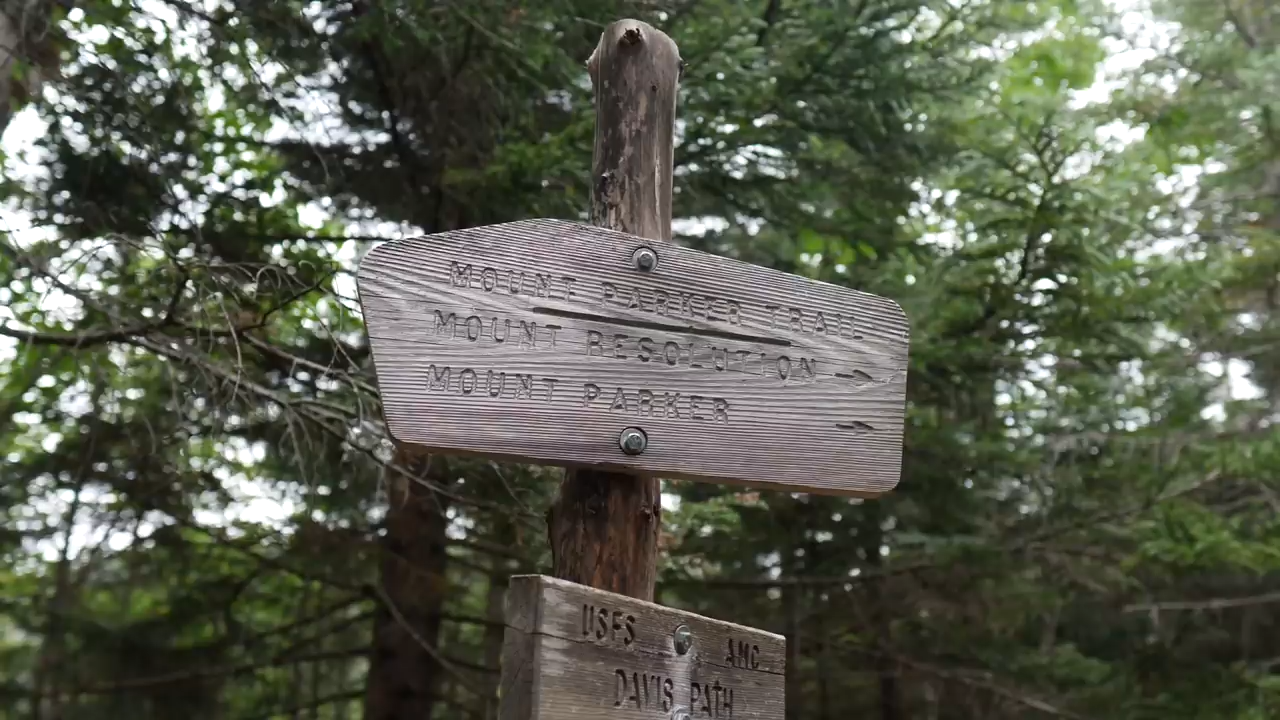 MOUNT PARKER TRAIL
MOUNT RESOLUTION →
MOUNT PARKER →
USFS AMC
DAVIS PATH